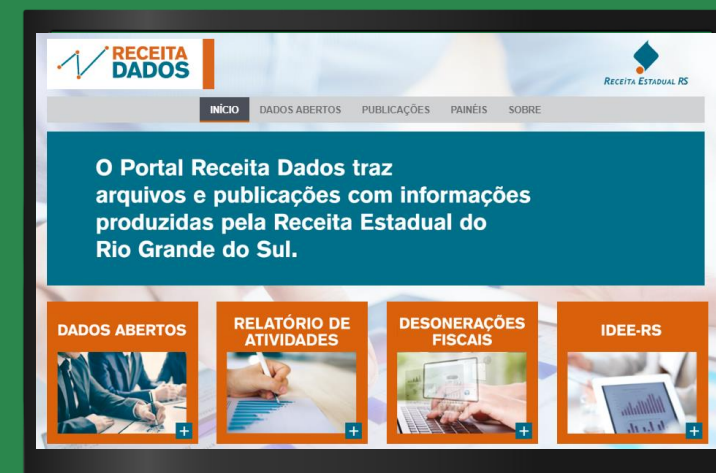 RECEITA
DADOS
RECEITA ESTADUAL RS
INÍCIO DADOS ABERTOS PUBLICAÇÕES PAINÉIS SOBRE
O Portal Receita Dados traz
arquivos e publicações com informações
produzidas pela Receita Estadual do
Rio Grande do Sul.
DADOS ABERTOS
+
RELATÓRIO DE
ATIVIDADES
+
DESONERAÇÕES
FISCAIS
+
IDEE-RS
+